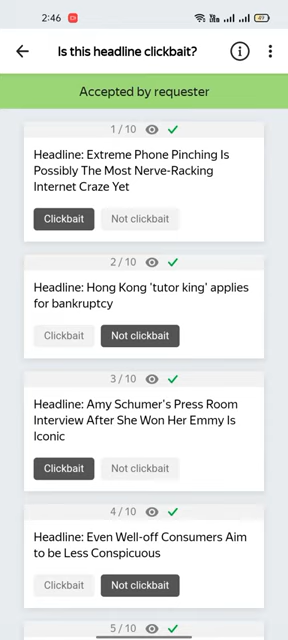 2:46
49
Is this headline clickbait?
Accepted by requester
1 / 10
Headline: Extreme Phone Pinching Is
Possibly The Most Nerve-Racking
Internet Craze Yet
Clickbait Not clickbait
2 / 10
Headline: Hong Kong 'tutor king' applies
for bankruptcy
Clickbait Not clickbait
3 / 10
Headline: Amy Schumer's Press Room
Interview After She Won Her Emmy Is
Iconic
Clickbait Not clickbait
4 / 10
Headline: Even Well-off Consumers Aim
to be Less Conspicuous
Clickbait Not clickbait
5 / 10